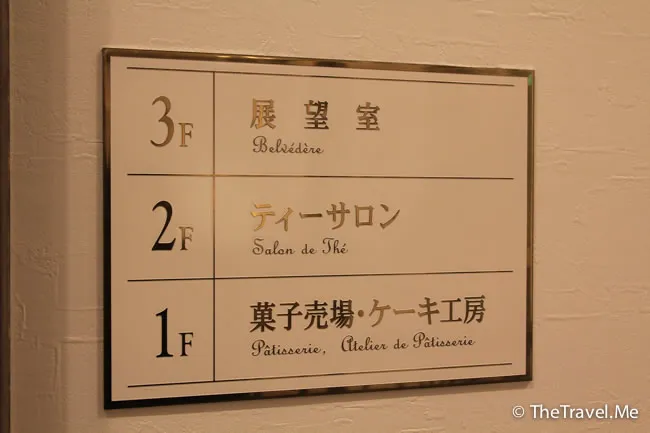 3F 展望室
Belvédère
2F ティーサロン
Salon de Thé
1F 菓子売場・ケーキ工房
Pâtisserie, Atelier de Pâtisserie
© TheTravel.Me